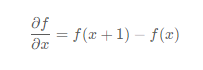 ∂f/∂x = f(x + 1) − f(x)